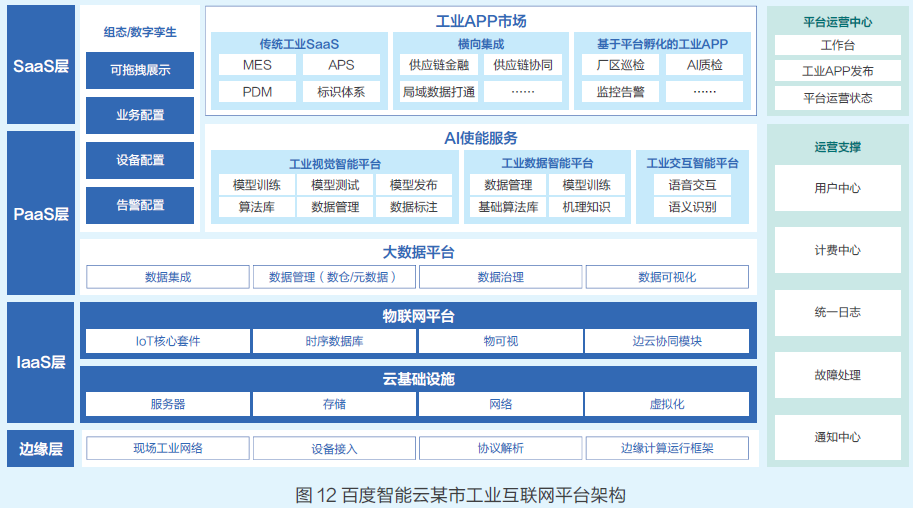 SaaS层
组态/数字孪生
可拖拽展示
业务配置
设备配置
告警配置
工业APP市场
传统工业SaaS
MES
APS
PDM
标识体系
横向集成
供应链金融
供应链协同
局域数据打通
……
基于平台孵化的工业APP
厂区巡检
AI质检
监控告警
……
PaaS层
AI使能服务
工业视觉智能平台
模型训练
模型测试
模型发布
算法库
数据管理
数据标注
工业数据智能平台
数据管理
模型训练
基础算法库
机理知识
工业交互智能平台
语音交互
语义识别
大数据平台
数据集成
数据管理（数仓/元数据）
数据治理
数据可视化
IaaS层
物联网平台
IoT核心套件
时序数据库
物可视
边云协同模块
云基础设施
服务器
存储
网络
虚拟化
边缘层
现场工业网络
设备接入
协议解析
边缘计算运行框架
平台运营中心
工作台
工业APP发布
平台运营状态
运营支撑
用户中心
计费中心
统一日志
故障处理
通知中心
图 12 百度智能云某市工业互联网平台架构